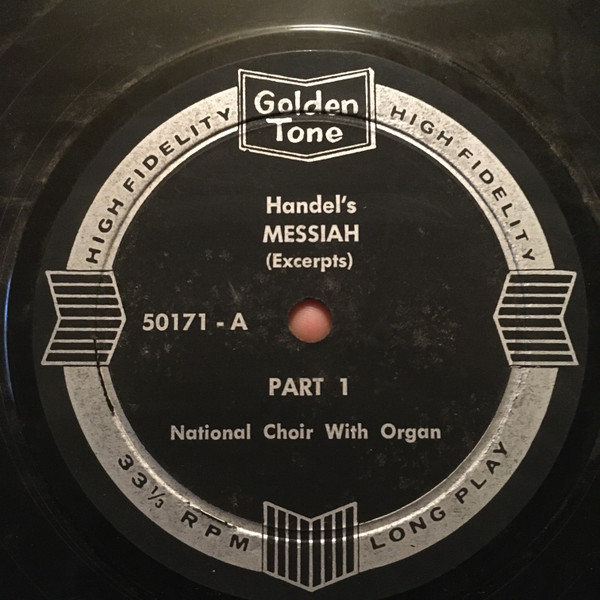 Golden
Tone
HIGH FIDELITY
HIGH FIDELITY
Handel's
MESSIAH
(Excerpts)
50171 - A
PART 1
National Choir With Organ
33⅓ RPM
LONG PLAY